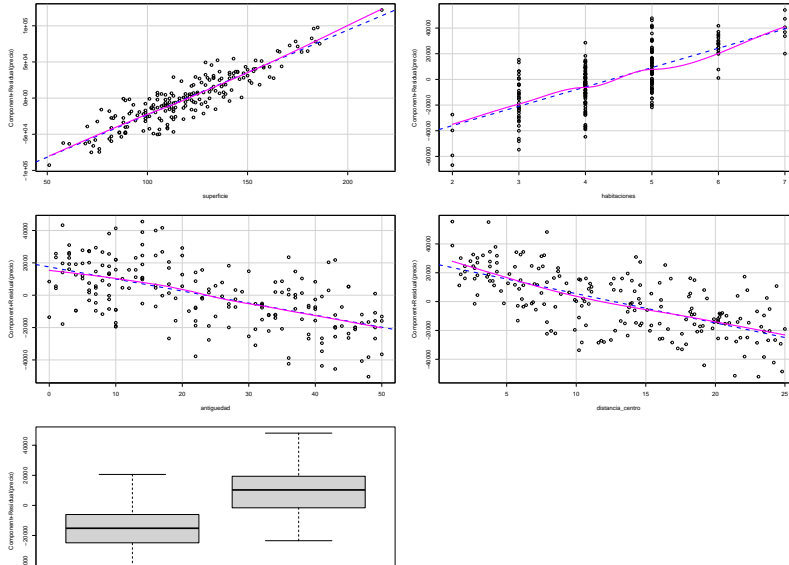 Component+Residual(precio)
−1e+05 −5e+04 0e+00 5e+04 1e+05
50 100 150 200
superficie
Component+Residual(precio)
−60000 −40000 −20000 0 20000 40000
2 3 4 5 6 7
habitaciones
Component+Residual(precio)
−40000 −20000 0 20000 40000
0 10 20 30 40 50
antiguedad
Component+Residual(precio)
−40000 −20000 0 20000 40000
5 10 15 20 25
distancia_centro
Component+Residual(precio)
−20000 0 20000 40000